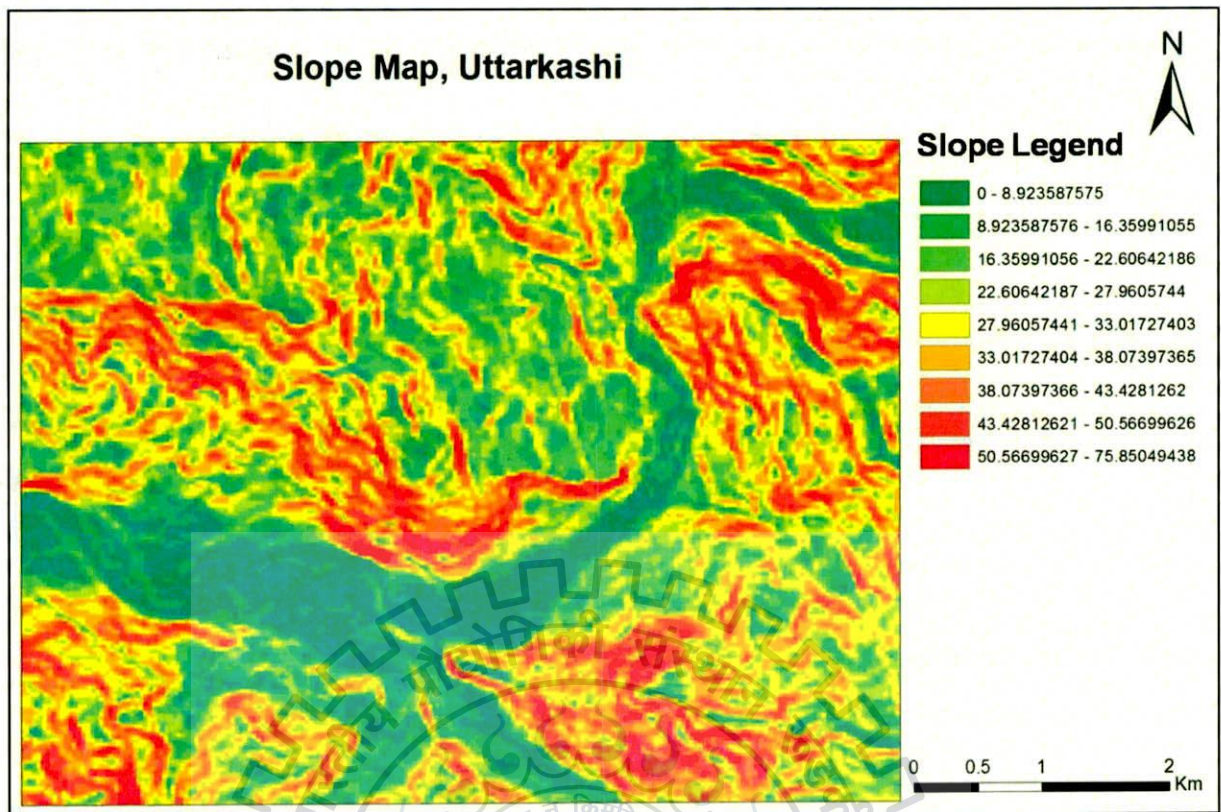 Slope Map, Uttarkashi
N
Slope Legend
0 - 8.923587575
8.923587576 - 16.35991055
16.35991056 - 22.60642186
22.60642187 - 27.9605744
27.96057441 - 33.01727403
33.01727404 - 38.07397365
38.07397366 - 43.4281262
43.42812621 - 50.56699626
50.56699627 - 75.85049438
0 0.5 1 2
Km